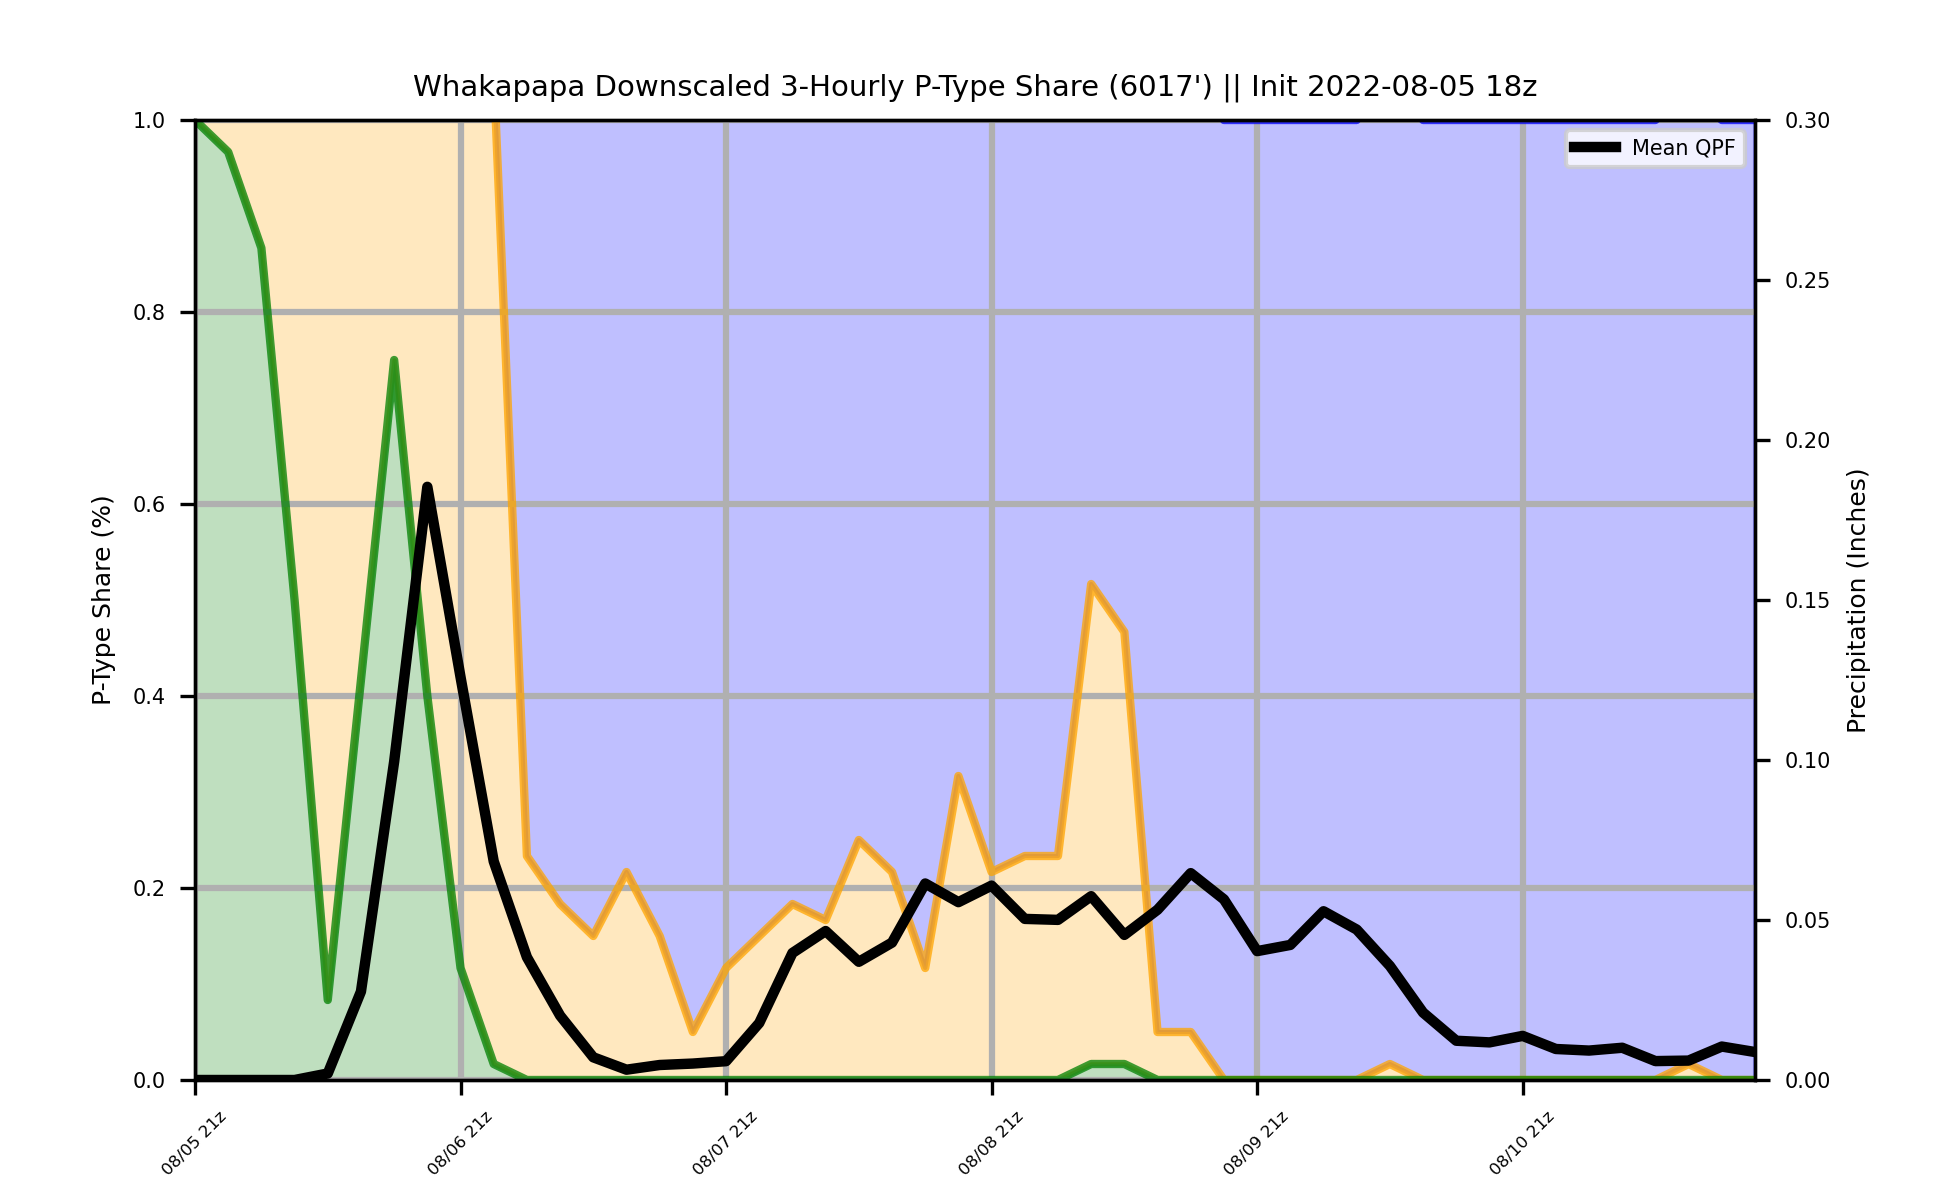 Whakapapa Downscaled 3-Hourly P-Type Share (6017') || Init 2022-08-05 18z
Mean QPF
P-Type Share (%)
1.0
0.8
0.6
0.4
0.2
0.0
Precipitation (Inches)
0.30
0.25
0.20
0.15
0.10
0.05
0.00
08/05 21z
08/06 21z
08/07 21z
08/08 21z
08/09 21z
08/10 21z